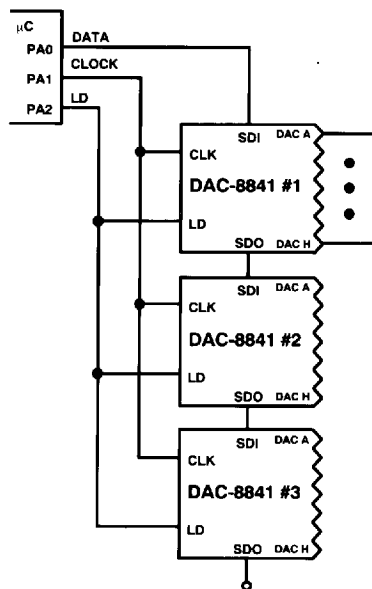 μC
DATA
PA0
CLOCK
PA1
LD
PA2
SDI DAC A
CLK
DAC-8841 #1
LD
SDO DAC H
SDI DAC A
CLK
DAC-8841 #2
LD
SDO DAC H
SDI DAC A
CLK
DAC-8841 #3
LD
SDO DAC H